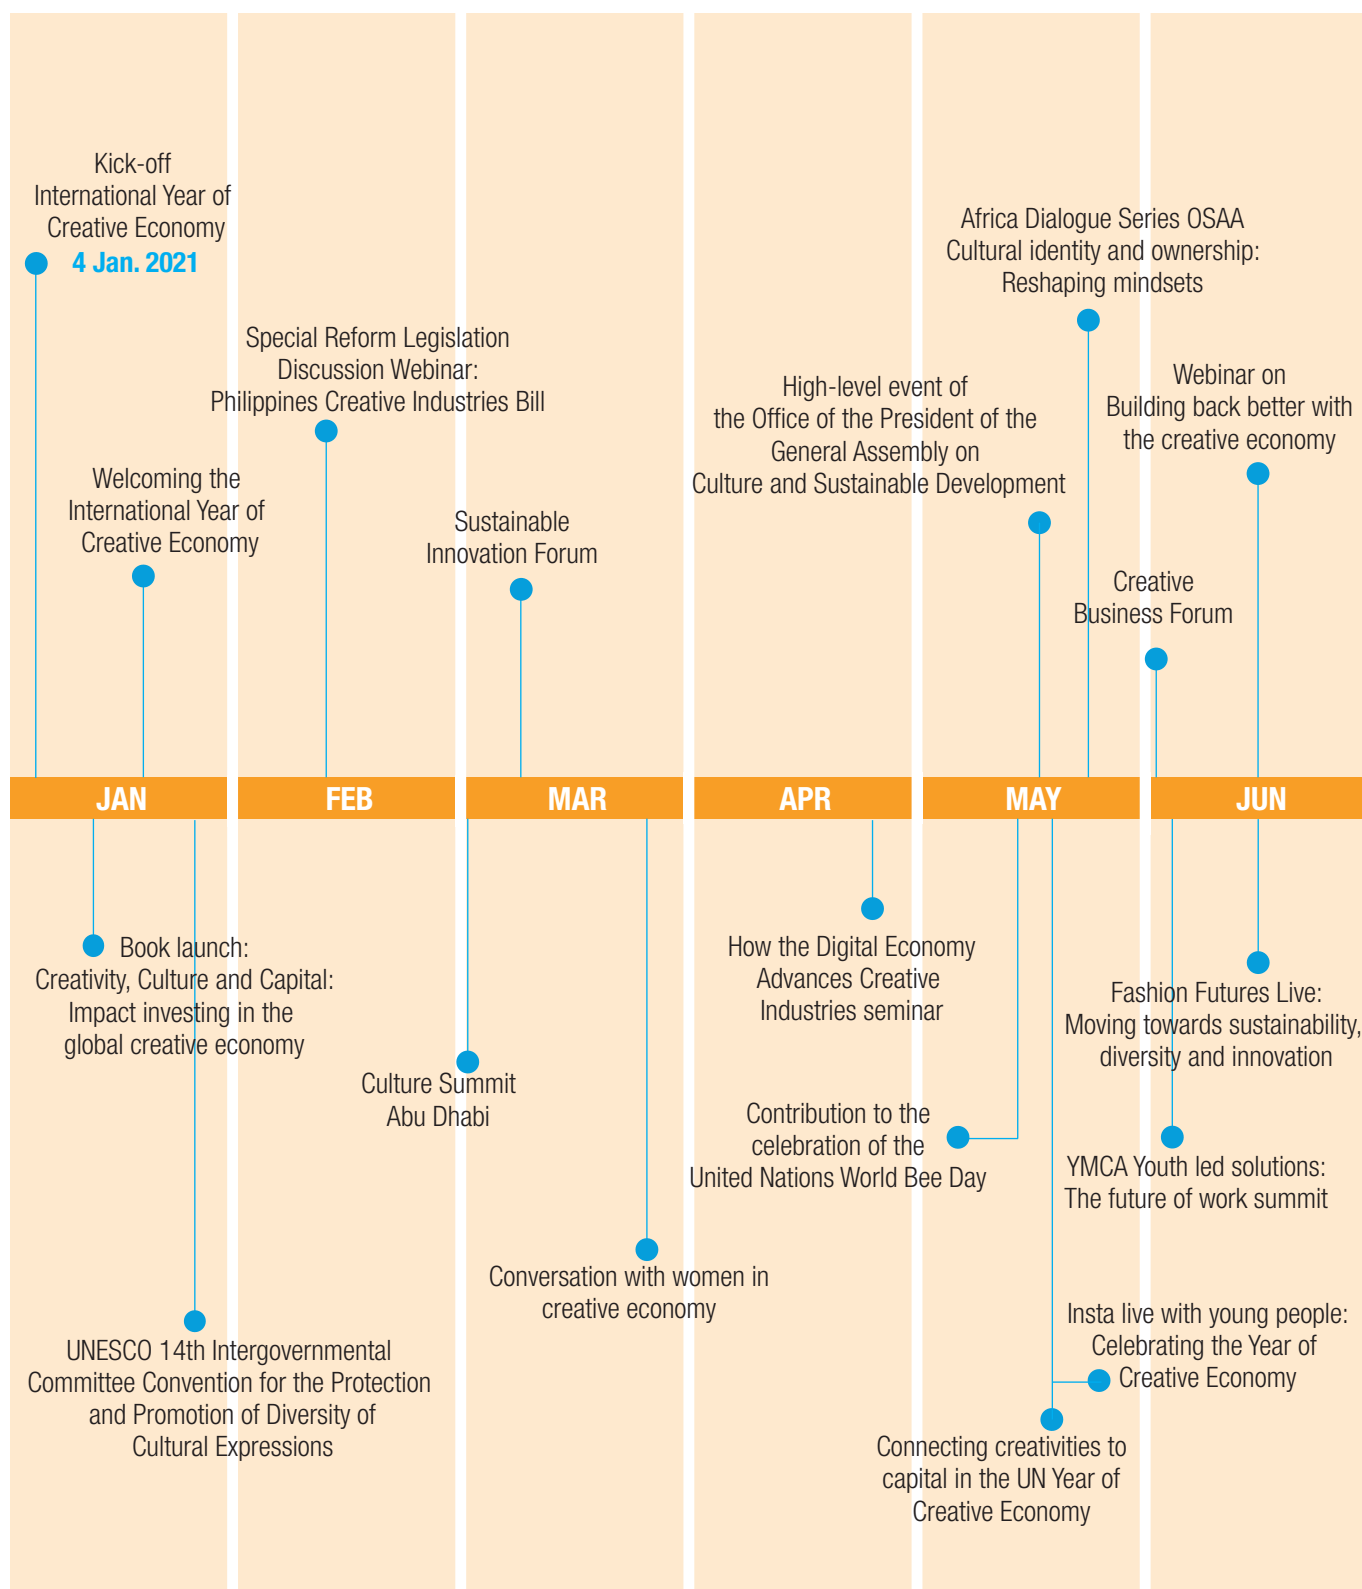 Kick-off
International Year of
Creative Economy
4 Jan. 2021
Welcoming the
International Year of
Creative Economy
Special Reform Legislation
Discussion Webinar:
Philippines Creative Industries Bill
Sustainable
Innovation Forum
High-level event of
the Office of the President of the
General Assembly on
Culture and Sustainable Development
Africa Dialogue Series OSAA
Cultural identity and ownership:
Reshaping mindsets
Creative
Business Forum
Webinar on
Building back better with
the creative economy
JAN
FEB
MAR
APR
MAY
JUN
Book launch:
Creativity, Culture and Capital:
Impact investing in the
global creative economy
UNESCO 14th Intergovernmental
Committee Convention for the Protection
and Promotion of Diversity of
Cultural Expressions
Culture Summit
Abu Dhabi
Conversation with women in
creative economy
How the Digital Economy
Advances Creative
Industries seminar
Contribution to the
celebration of the
United Nations World Bee Day
Connecting creativities to
capital in the UN Year of
Creative Economy
Insta live with young people:
Celebrating the Year of
Creative Economy
YMCA Youth led solutions:
The future of work summit
Fashion Futures Live:
Moving towards sustainability,
diversity and innovation